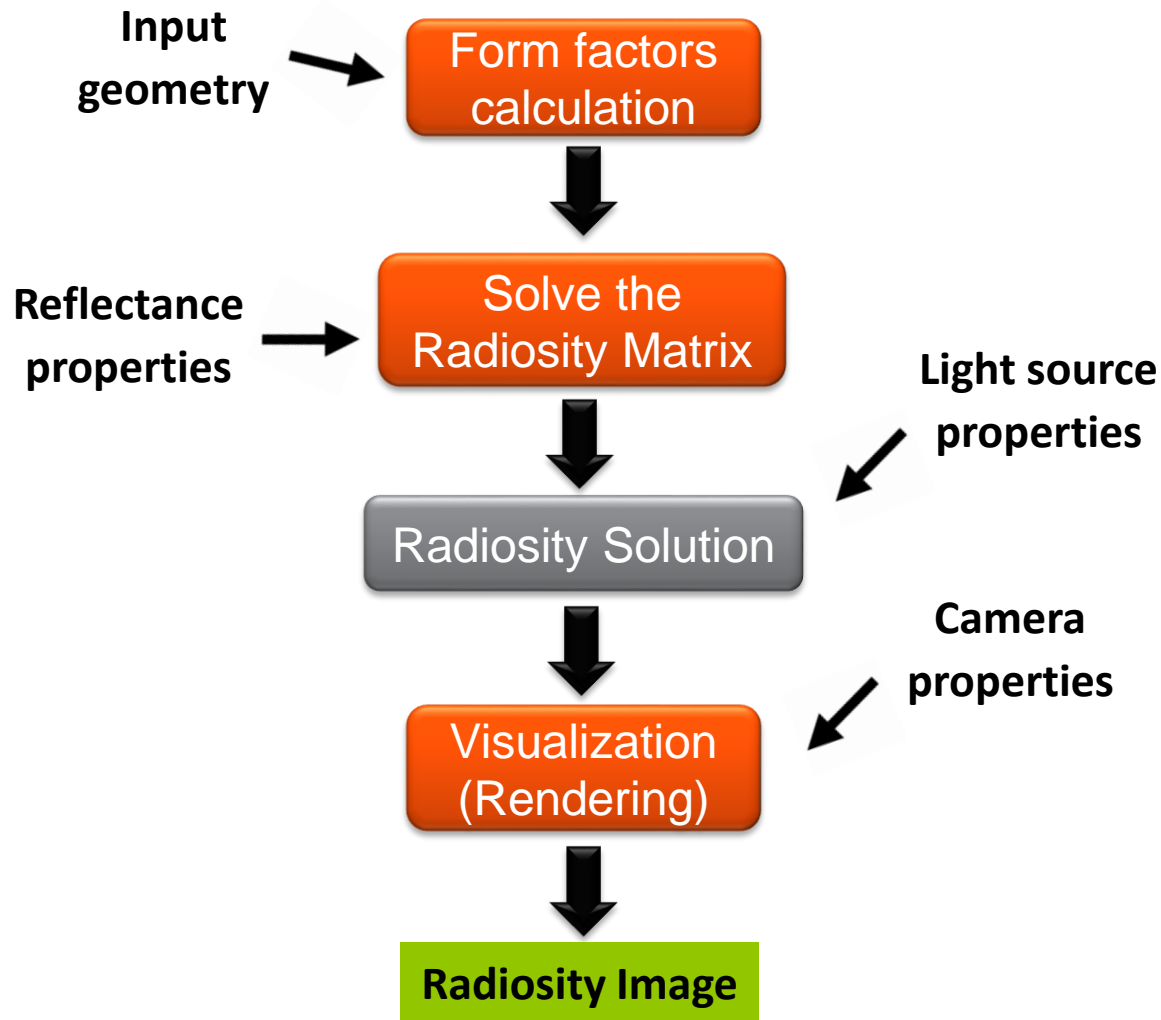 Input
geometry
Form factors
calculation
Reflectance
properties
Solve the
Radiosity Matrix
Light source
properties
Radiosity Solution
Camera
properties
Visualization
(Rendering)
Radiosity Image